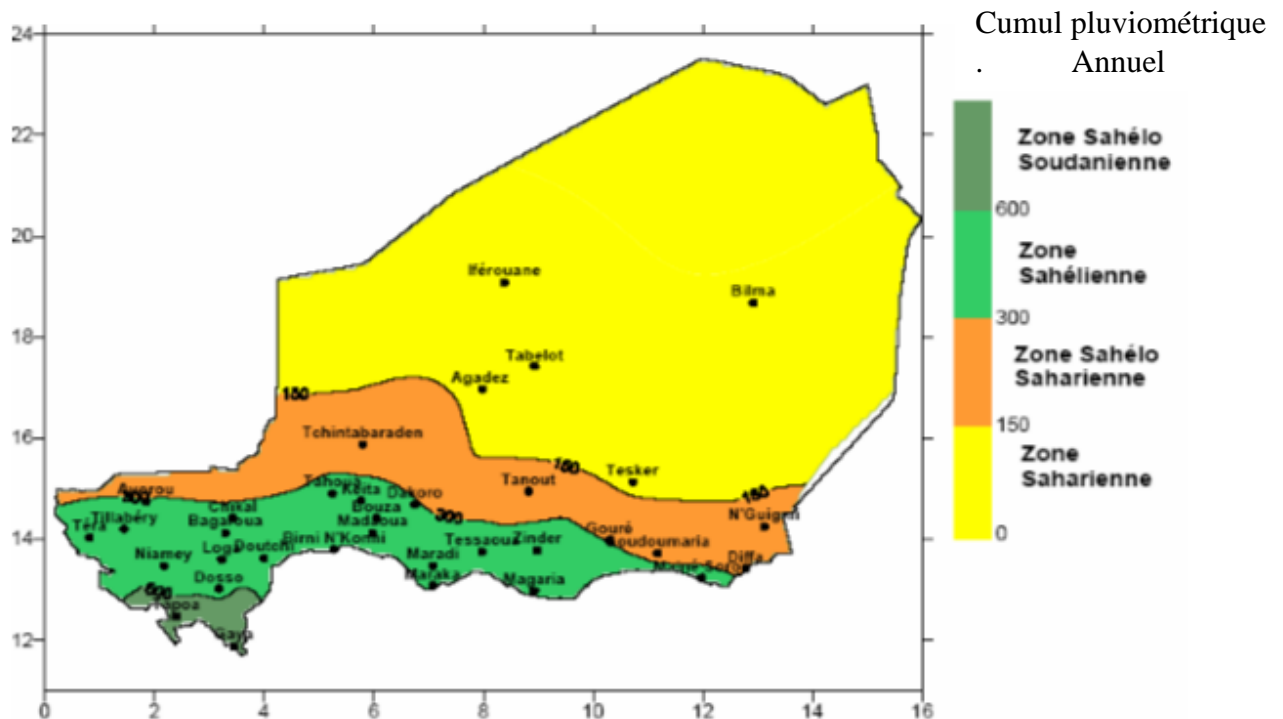 Cumul pluviométrique
. Annuel
24
22
20
18
16
14
12
0 2 4 6 8 10 12 14 16
Iférouane
Bilma
Tabelot
Agadez
150
Tchintabaraden
150
Tesker
Tanout
150
Tahoua
Keita
Dakoro
300
N'Guigmi
Chikal
Bouza
300
Téra
Tillabéry
Bagaroua
Madaoua
Gouré
Goudoumaria
Birni N'Konni
Tessaoua
Zinder
Niamey
Loga
Doutchi
Maradi
Diffa
Dosso
Magaria
600
Gaya
Zone Sahélo
Soudanienne
600
Zone
Sahélienne
300
Zone Sahélo
Saharienne
150
Zone
Saharienne
0